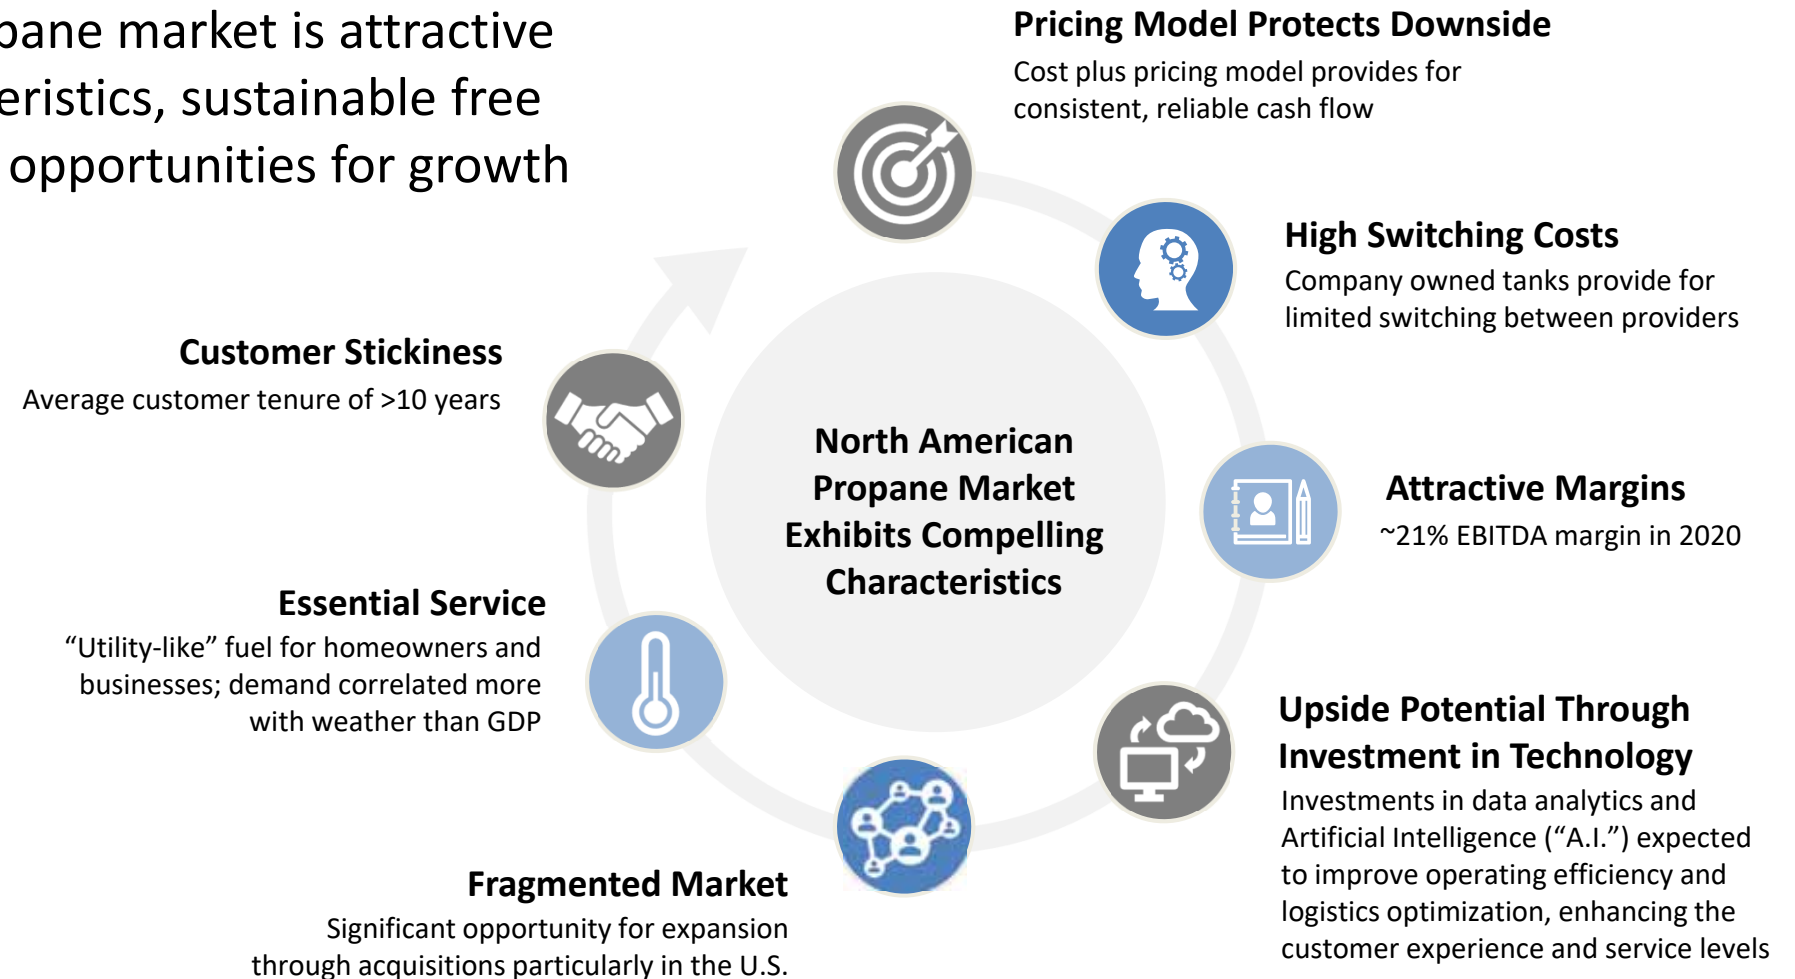 pane market is attractive
eristics, sustainable free
opportunities for growth
Pricing Model Protects Downside
Cost plus pricing model provides for
consistent, reliable cash flow
High Switching Costs
Company owned tanks provide for
limited switching between providers
Attractive Margins
~21% EBITDA margin in 2020
Upside Potential Through
Investment in Technology
Investments in data analytics and
Artificial Intelligence (“A.I.”) expected
to improve operating efficiency and
logistics optimization, enhancing the
customer experience and service levels
Fragmented Market
Significant opportunity for expansion
through acquisitions particularly in the U.S.
Essential Service
“Utility-like” fuel for homeowners and
businesses; demand correlated more
with weather than GDP
Customer Stickiness
Average customer tenure of >10 years
North American
Propane Market
Exhibits Compelling
Characteristics